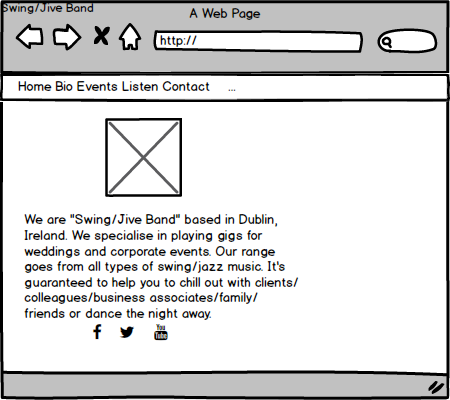 Swing/Jive Band
A Web Page
http://
Home Bio Events Listen Contact ...
We are "Swing/Jive Band" based in Dublin,
Ireland. We specialise in playing gigs for
weddings and corporate events. Our range
goes from all types of swing/jazz music. It's
guaranteed to help you to chill out with clients/
colleagues/business associates/family/
friends or dance the night away.
f You Tube